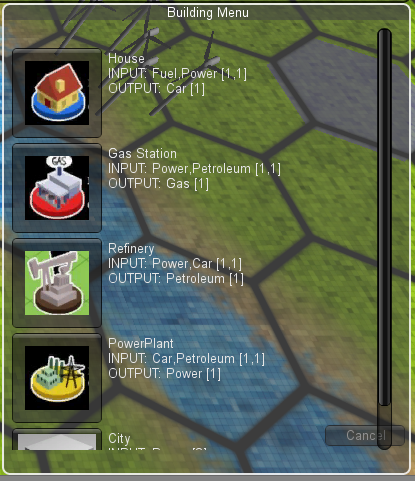 Building Menu
House
INPUT: Fuel,Power [1,1]
OUTPUT: Car [1]
GAS
Gas Station
INPUT: Power,Petroleum [1,1]
OUTPUT: Gas [1]
Refinery
INPUT: Power,Car [1,1]
OUTPUT: Petroleum [1]
PowerPlant
INPUT: Car,Petroleum [1,1]
OUTPUT: Power [1]
City
Cancel